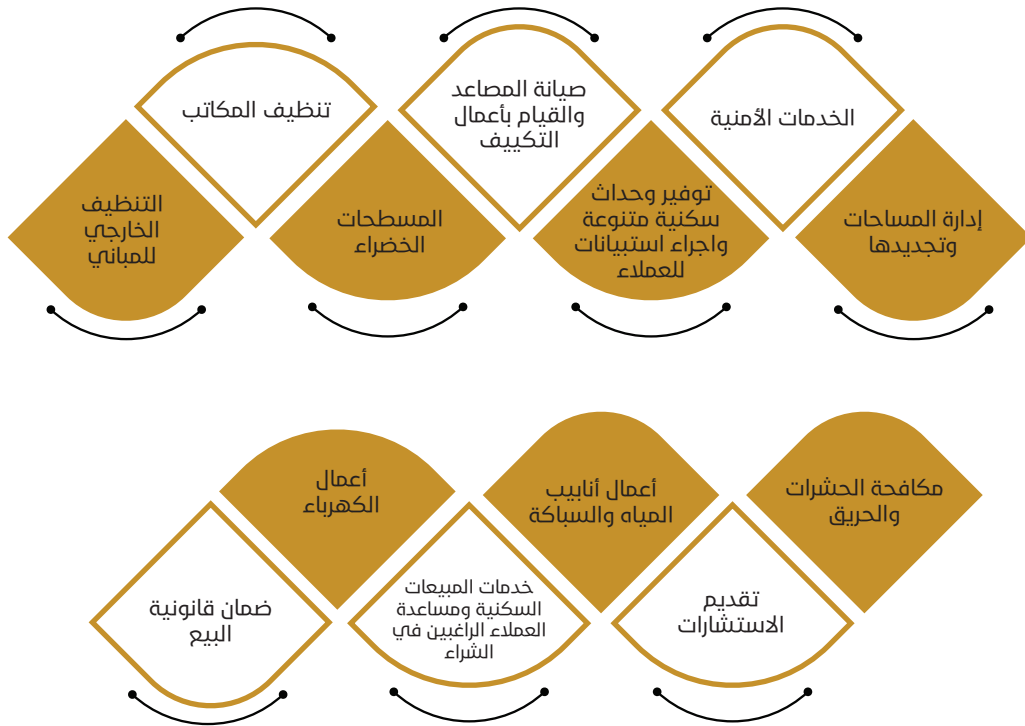 الخدمات الأمنية
صيانة المصاعد
والقيام بأعمال
التكييف
تنظيف المكاتب
إدارة المساحات
وتجديدها
توفير وحداث
سكنية متنوعة
واجراء استبيانات
للعملاء
المسطحات
الخضراء
التنظيف
الخارجي
للمباني
مكافحة الحشرات
والحريق
أعمال أنابيب
المياه والسباكة
أعمال
الكهرباء
تقديم
الاستشارات
خدمات المبيعات
السكنية ومساعدة
العملاء الراغبين في
الشراء
ضمان قانونية
البيع